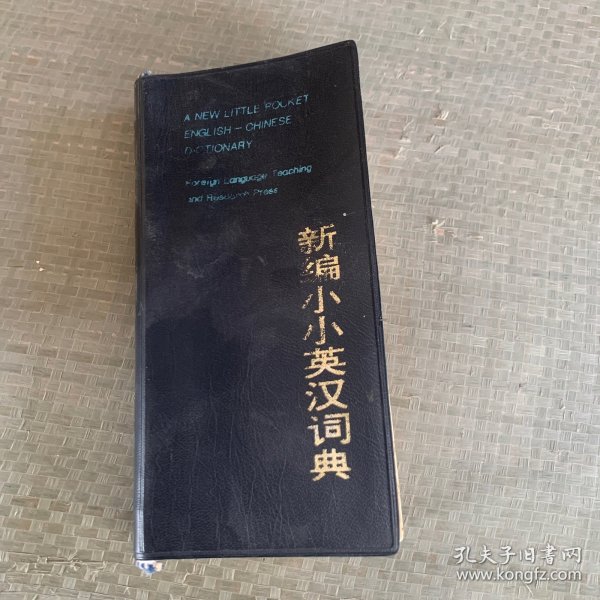 A NEW LITTLE POCKET
ENGLISH – CHINESE
DICTIONARY
Foreign Language Teaching
and Research Press
新编小小英汉词典
孔夫子旧书网
www.kongfz.com